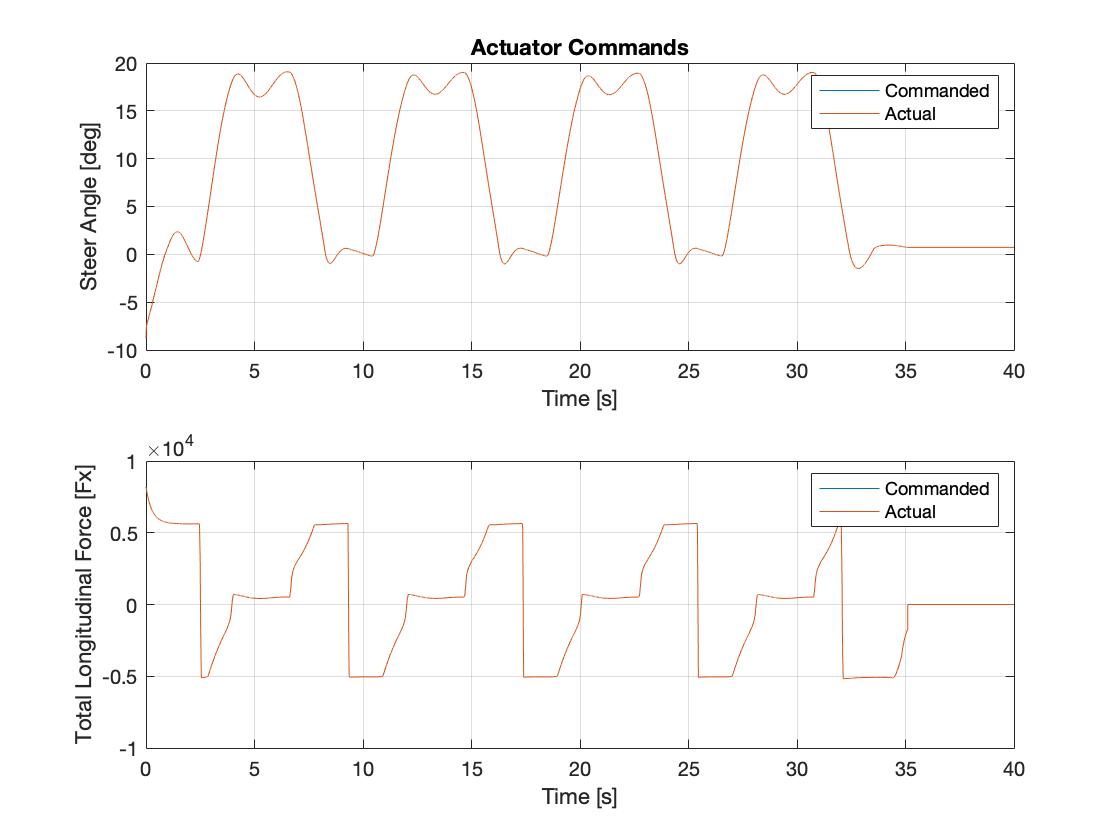 Actuator Commands
20
15
10
5
0
-5
-10
Steer Angle [deg]
Commanded
Actual
0 5 10 15 20 25 30 35 40
Time [s]
×10^4
1
0.5
0
-0.5
-1
Total Longitudinal Force [Fx]
Commanded
Actual
0 5 10 15 20 25 30 35 40
Time [s]